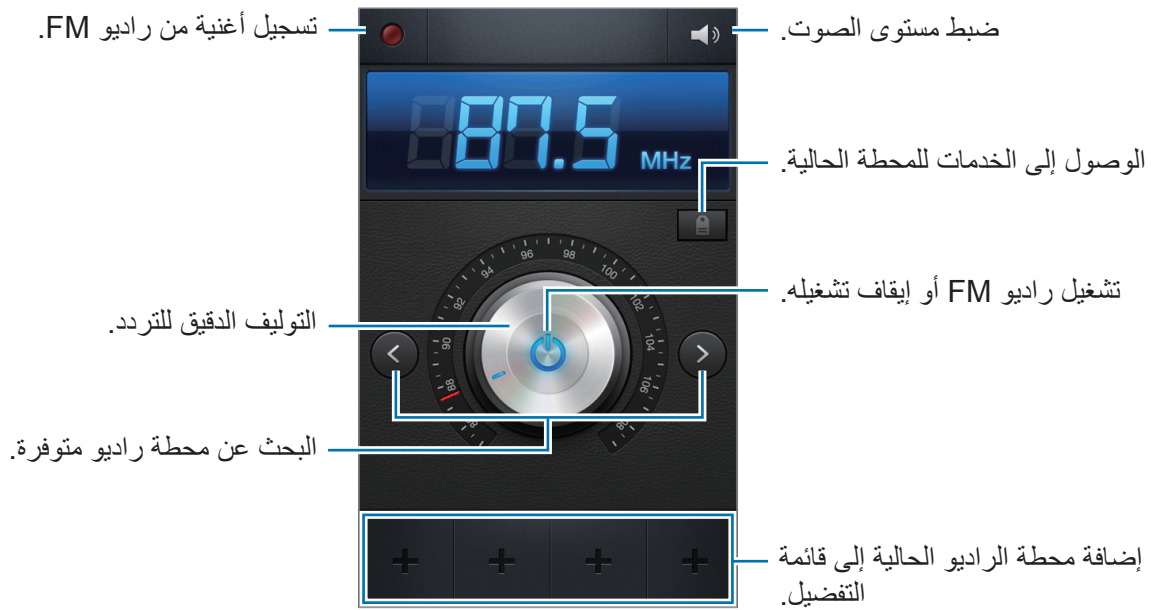 تسجيل أغنية من راديو FM.
ضبط مستوى الصوت.
87.5 MHz
الوصول إلى الخدمات للمحطة الحالية.
تشغيل راديو FM أو إيقاف تشغيله.
التوليف الدقيق للتردد.
88 90 92 94 96 98 100 102 104 106
البحث عن محطة راديو متوفرة.
إضافة محطة الراديو الحالية إلى قائمة
التفضيل.